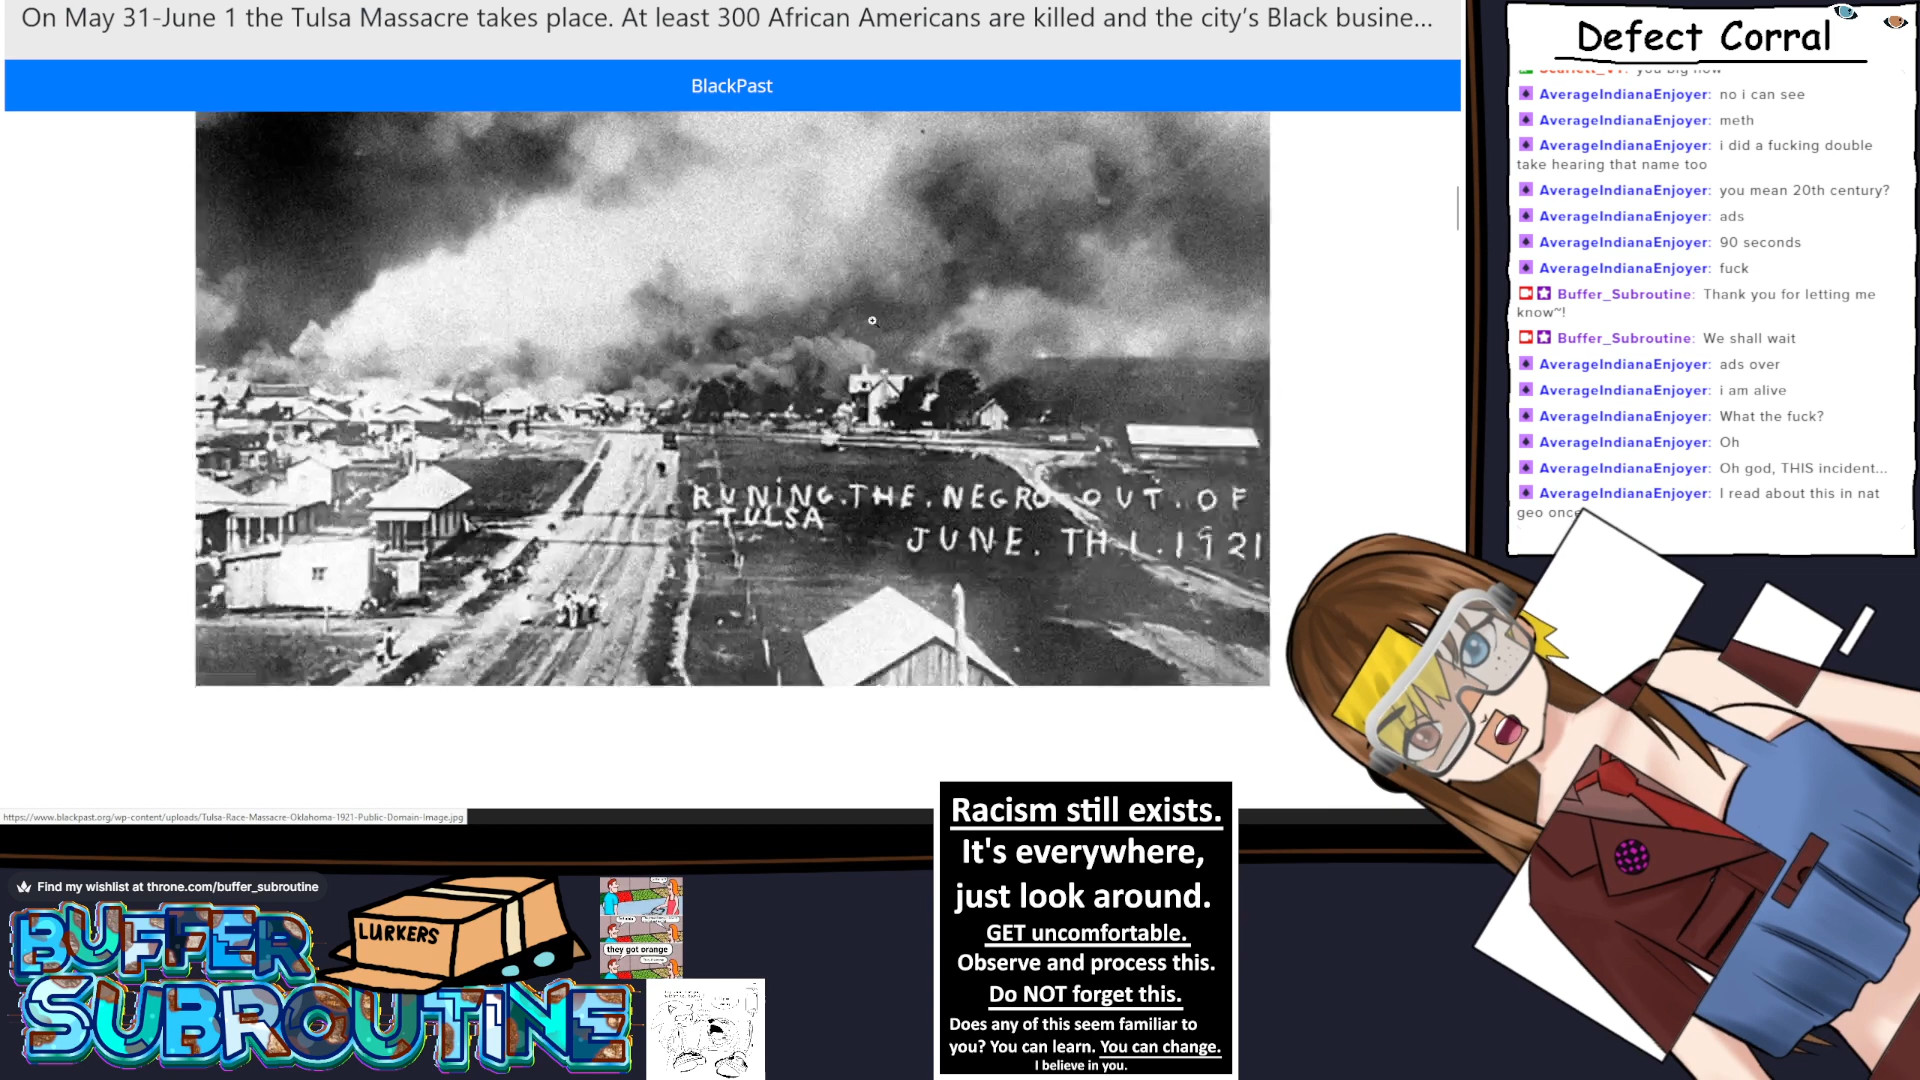 On May 31-June 1 the Tulsa Massacre takes place. At least 300 African Americans are killed and the city’s Black busine...
BlackPast
RUNING.THE.NEGRO.OUT.OF
TULSA
JUNE.TH1.1921
https://www.blackpast.org/wp-content/uploads/Tulsa-Race-Massacre-Oklahoma-1921-Public-Domain-Image.jpg
Find my wishlist at throne.com/buffer_subroutine
BUFFER
SUBROUTINE
LURKERS
they got orange
Racism still exists.
It's everywhere,
just look around.
GET uncomfortable.
Observe and process this.
Do NOT forget this.
Does any of this seem familiar to
you? You can learn. You can change.
I believe in you.
Defect Corral
you big now
AverageIndianaEnjoyer: no i can see
AverageIndianaEnjoyer: meth
AverageIndianaEnjoyer: i did a fucking double
take hearing that name too
AverageIndianaEnjoyer: you mean 20th century?
AverageIndianaEnjoyer: ads
AverageIndianaEnjoyer: 90 seconds
AverageIndianaEnjoyer: fuck
Buffer_Subroutine: Thank you for letting me
know~!
Buffer_Subroutine: We shall wait
AverageIndianaEnjoyer: ads over
AverageIndianaEnjoyer: i am alive
AverageIndianaEnjoyer: What the fuck?
AverageIndianaEnjoyer: Oh
AverageIndianaEnjoyer: Oh god, THIS incident...
AverageIndianaEnjoyer: I read about this in nat
geo once